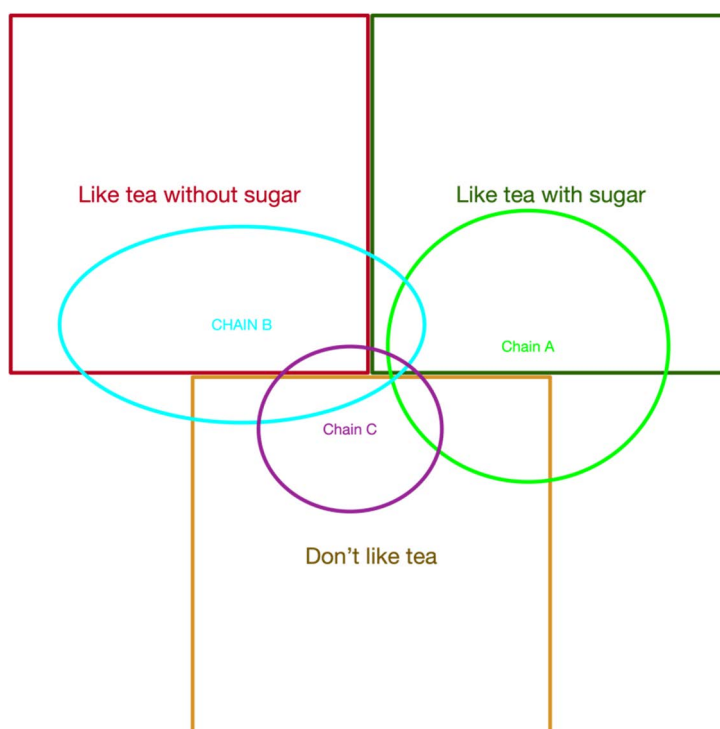 Like tea without sugar
Like tea with sugar
CHAIN B
Chain A
Chain C
Don't like tea